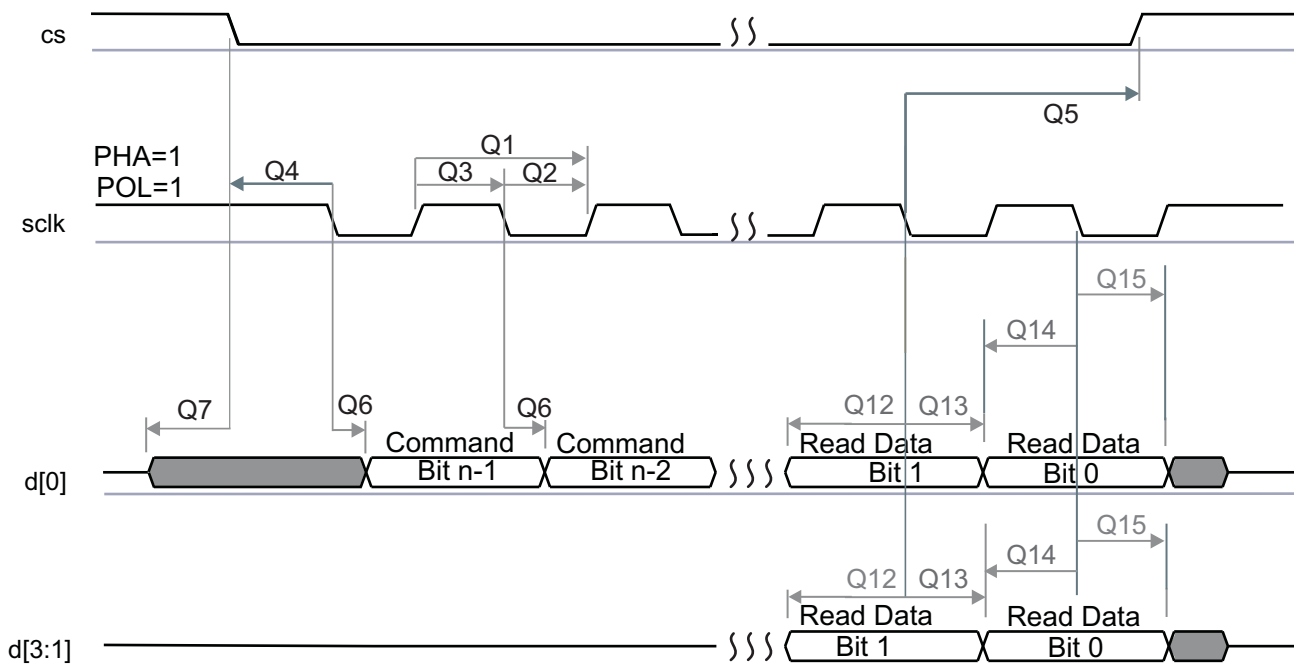 cs
Q5
PHA=1
POL=1
Q4
Q1
Q3 Q2
sclk
Q15
Q14
Q7 Q6 Q6 Q12 Q13
Command Command Read Data Read Data
d[0] Bit n-1 Bit n-2 Bit 1 Bit 0
Q15
Q14
Q12 Q13
Read Data Read Data
d[3:1] Bit 1 Bit 0